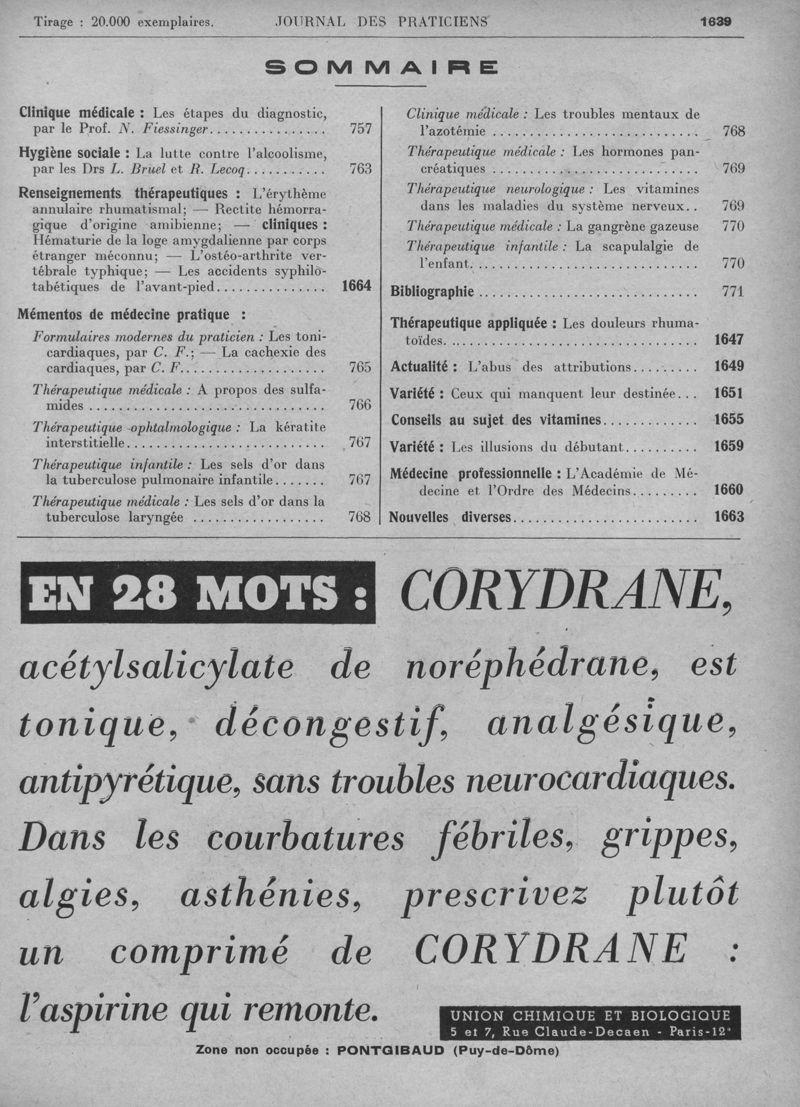 Tirage : 20.000 exemplaires. JOURNAL DES PRATICIENS 1639
SOMMAIRE
Clinique médicale : Les étapes du diagnostic,
par le Prof. N. Fiessinger................ 757
Hygiène sociale : La lutte contre l'alcoolisme,
par les Drs L. Bruel et R. Lecoq........... 763
Renseignements thérapeutiques : L'érythème
annulaire rhumatismal; — Rectite hémorra-
gique d'origine amibienne; — cliniques :
Hématurie de la loge amygdalienne par corps
étranger méconnu; — L'ostéo-arthrite ver-
tébrale typhique; — Les accidents syphilo-
tabétiques de l'avant-pied............... 1664
Mémentos de médecine pratique :
Formulaires modernes du praticien : Les toni-
cardiaques, par C. F.; — La cachexie des
cardiaques, par C. F.................... 765
Thérapeutique médicale : A propos des sulfa-
mides ................................ 766
Thérapeutique ophtalmologique : La kératite
interstitielle........................... 767
Thérapeutique infantile : Les sels d'or dans
la tuberculose pulmonaire infantile....... 767
Thérapeutique médicale : Les sels d'or dans la
tuberculose laryngée .................. 768
Clinique médicale : Les troubles mentaux de
l'azotémie ............................ 768
Thérapeutique médicale : Les hormones pan-
créatiques ............................ 769
Thérapeutique neurologique : Les vitamines
dans les maladies du système nerveux.. 769
Thérapeutique médicale : La gangrène gazeuse 770
Thérapeutique infantile : La scapulalgie de
l'enfant............................... 770
Bibliographie .............................. 771
Thérapeutique appliquée : Les douleurs rhuma-
toïdes................................. 1647
Actualité : L'abus des attributions......... 1649
Variété : Ceux qui manquent leur destinée... 1651
Conseils au sujet des vitamines............. 1655
Variété : Les illusions du débutant.......... 1659
Médecine professionnelle : L'Académie de Mé-
decine et l'Ordre des Médecins......... 1660
Nouvelles diverses......................... 1663
EN 28 MOTS : CORYDRANE,
acétylsalicylate de noréphédrane, est
tonique, décongestif, analgésique,
antipyrétique, sans troubles neurocardiaques.
Dans les courbatures fébriles, grippes,
algies, asthénies, prescrivez plutôt
un comprimé de CORYDRANE :
l'aspirine qui remonte.
UNION CHIMIQUE ET BIOLOGIQUE
5 et 7, Rue Claude-Decaen - Paris-12e
Zone non occupée : PONTGIBAUD (Puy-de-Dôme)